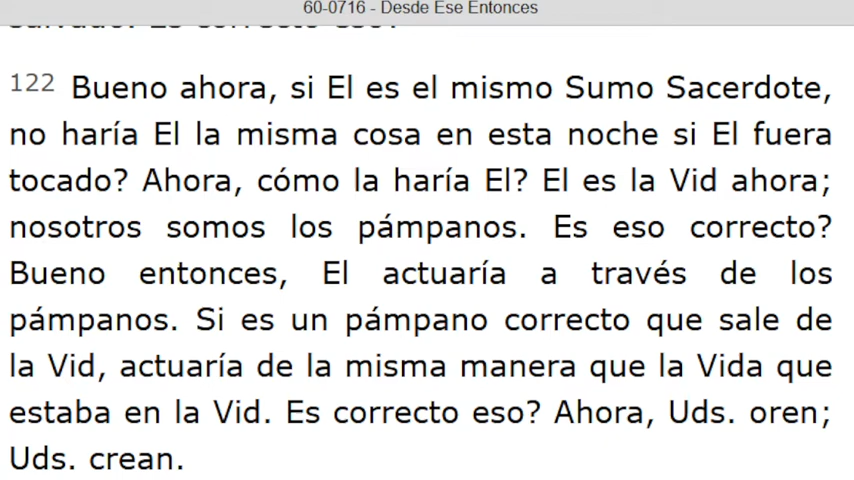 60-0716 - Desde Ese Entonces
122 Bueno ahora, si El es el mismo Sumo Sacerdote,
no haría El la misma cosa en esta noche si El fuera
tocado? Ahora, cómo la haría El? El es la Vid ahora;
nosotros somos los pámpanos. Es eso correcto?
Bueno entonces, El actuaría a través de los
pámpanos. Si es un pámpano correcto que sale de
la Vid, actuaría de la misma manera que la Vida que
estaba en la Vid. Es correcto eso? Ahora, Uds. oren;
Uds. crean.